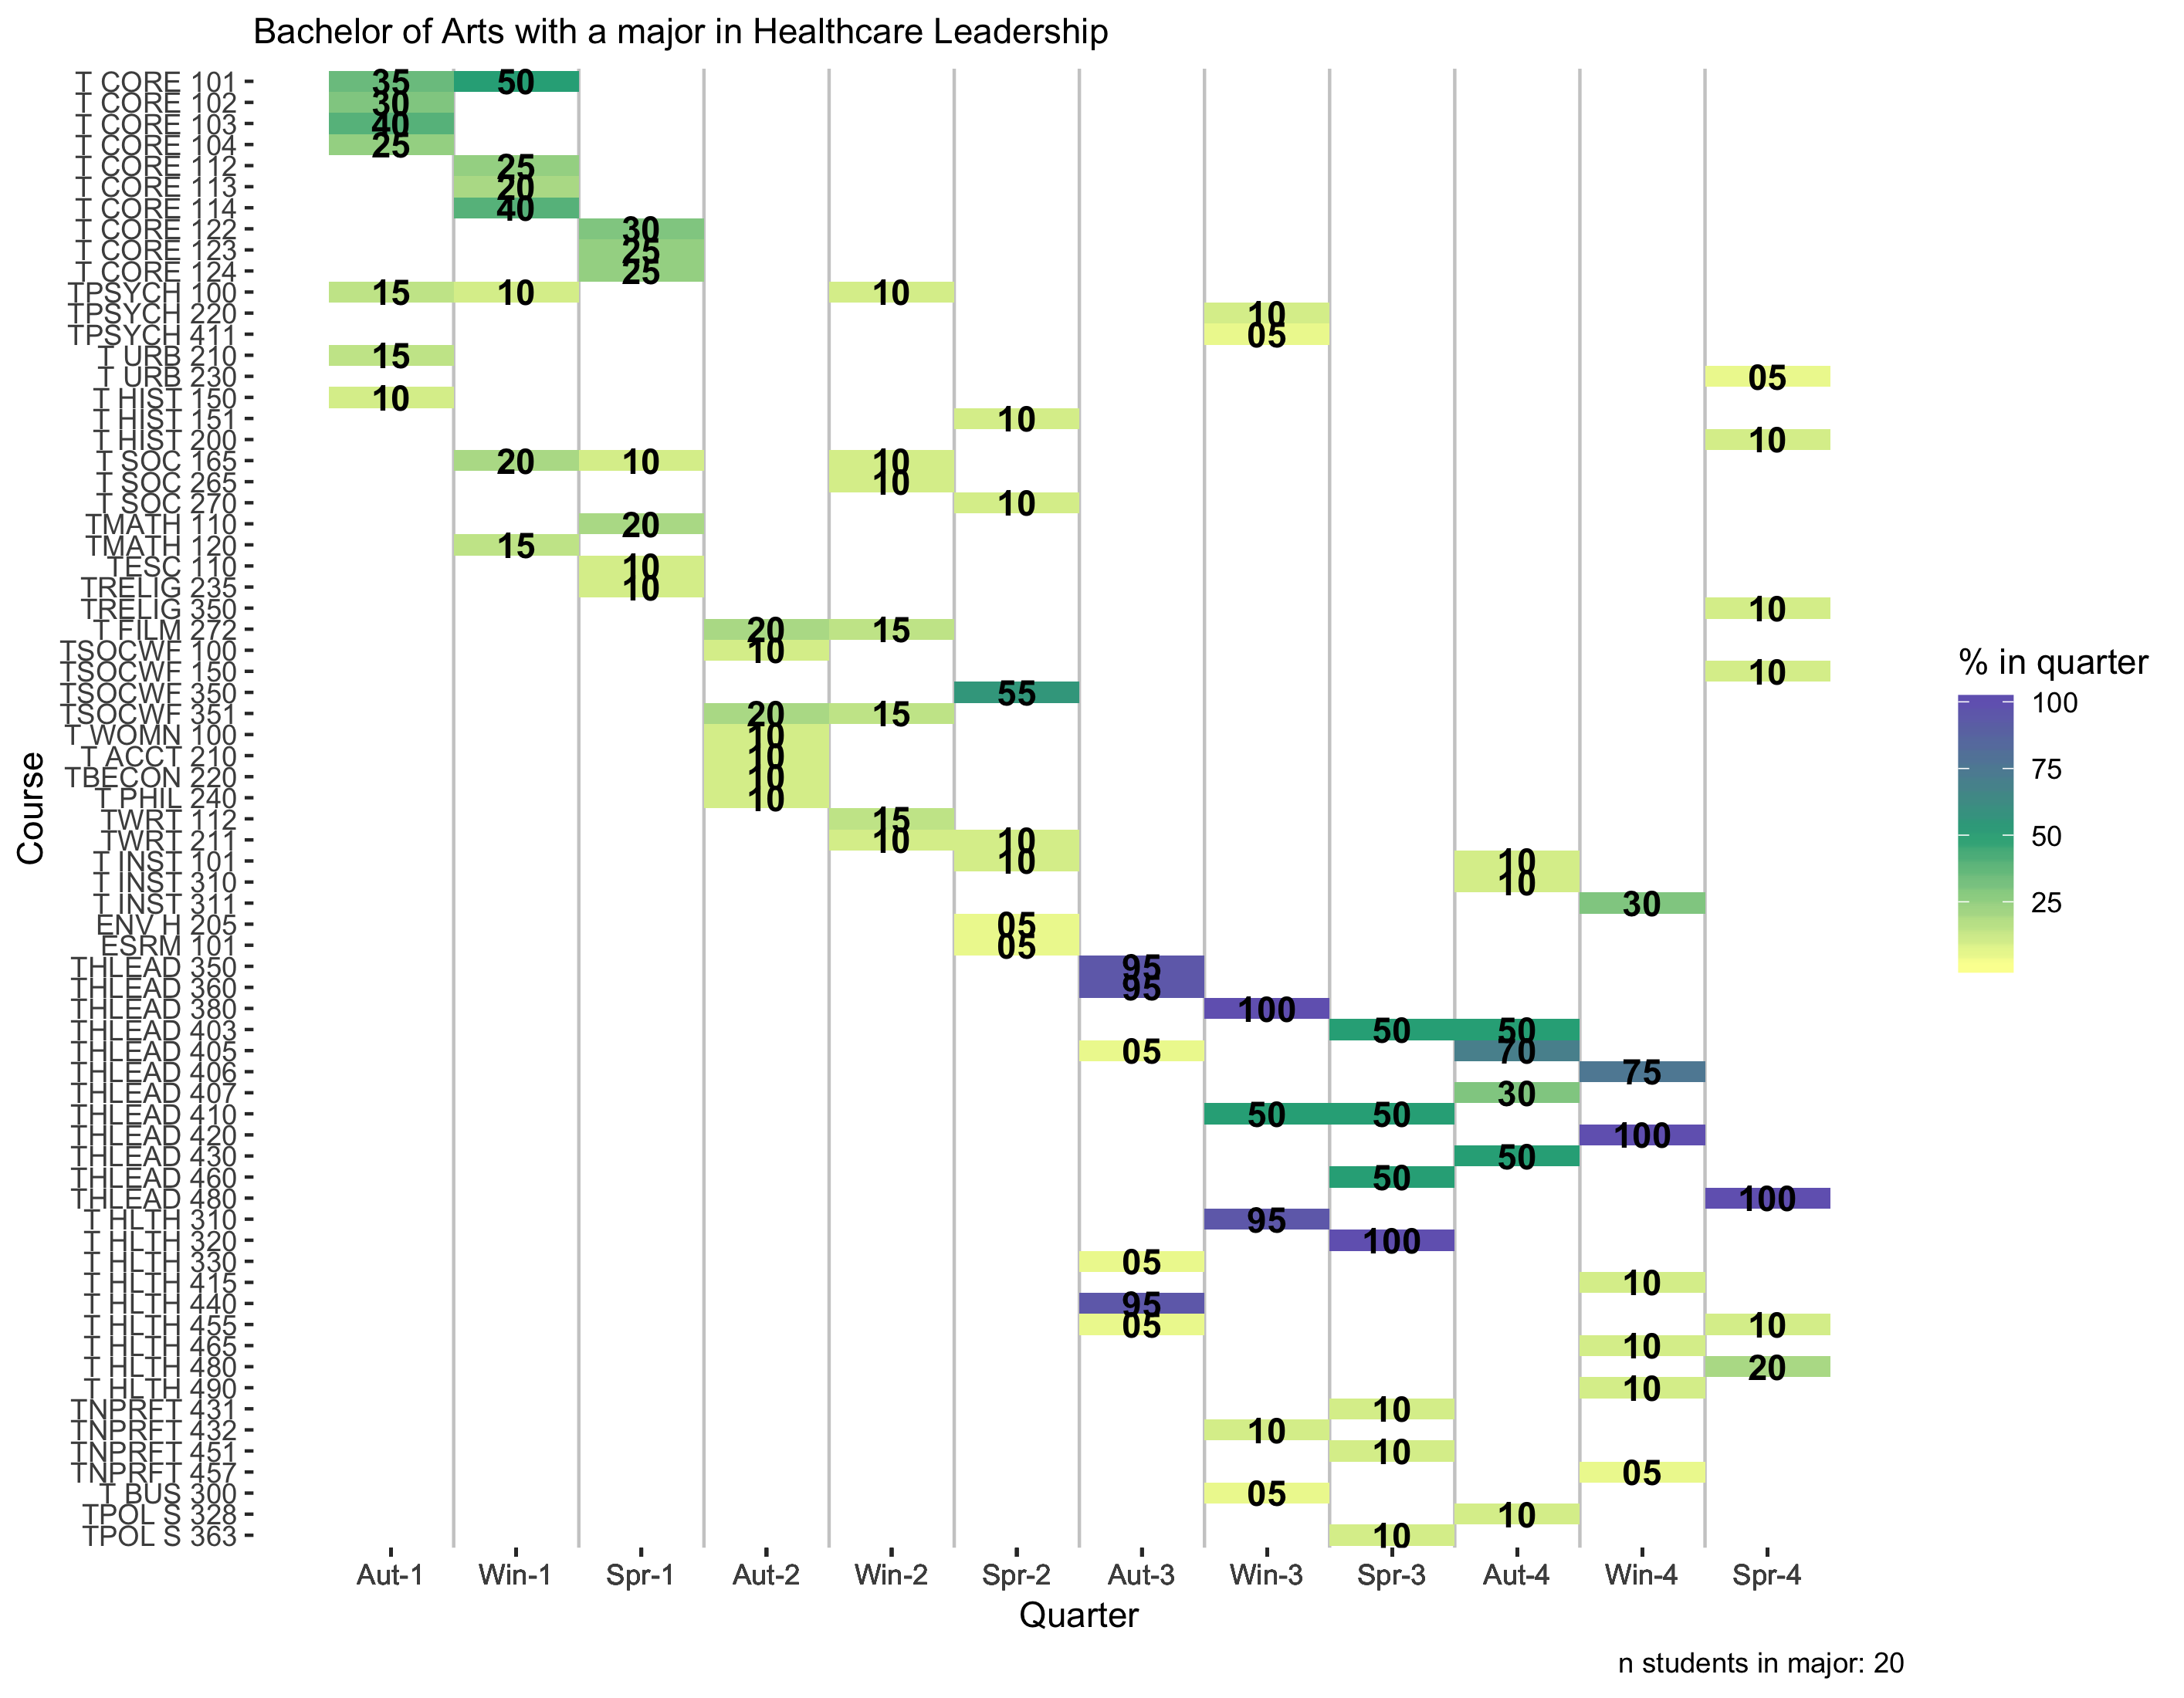 Bachelor of Arts with a major in Healthcare Leadership
T CORE 101 35 50
T CORE 102 30
T CORE 103 40
T CORE 104 25
T CORE 112 25
T CORE 113 20
T CORE 114 40
T CORE 122 30
T CORE 123 25
T CORE 124 25
TPSYCH 100 15 10 10
TPSYCH 220 10
TPSYCH 411 05
T URB 210 15
T URB 230 05
T HIST 150 10
T HIST 151 10
T HIST 200 10
T SOC 165 20 10 10
T SOC 265 10
T SOC 270 10
TMATH 110 20
TMATH 120 15
TESC 110 10
TRELIG 235 10
TRELIG 350 10
T FILM 272 20 15
TSOCWF 100 10
TSOCWF 150 10
TSOCWF 350 55
TSOCWF 351 20 15
T WOMN 100 10
T ACCT 210 10
TBECON 220 10
T PHIL 240 10
TWRT 112 15
TWRT 211 10 10
T INST 101 10 10
T INST 310 10
T INST 311 30
ENV H 205 05
ESRM 101 05
THLEAD 350 95
THLEAD 360 95
THLEAD 380 100
THLEAD 403 50 50
THLEAD 405 05 70
THLEAD 406 75
THLEAD 407 30
THLEAD 410 50 50
THLEAD 420 100
THLEAD 430 50
THLEAD 460 50
THLEAD 480 100
T HLTH 310 95
T HLTH 320 100
T HLTH 330 05
T HLTH 415 10
T HLTH 440 95
T HLTH 455 05 10
T HLTH 465 10
T HLTH 480 20
T HLTH 490 10
TNPRFT 431 10
TNPRFT 432 10
TNPRFT 451 10
TNPRFT 457 05
T BUS 300 05
TPOL S 328 10
TPOL S 363 10
Course
Aut-1 Win-1 Spr-1 Aut-2 Win-2 Spr-2 Aut-3 Win-3 Spr-3 Aut-4 Win-4 Spr-4
Quarter
% in quarter
100
75
50
25
n students in major: 20